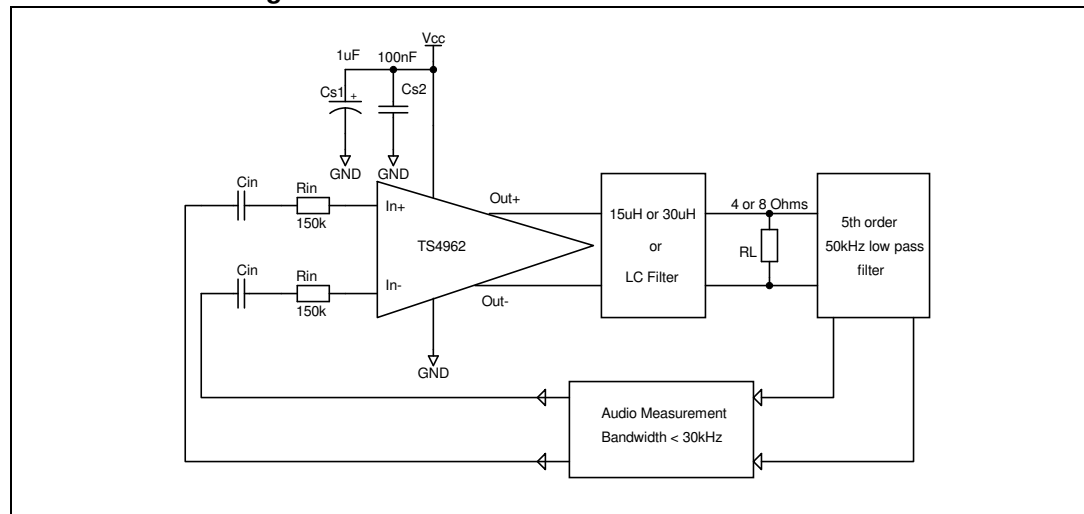 g
Vcc
1uF 100nF
Cs1 + Cs2
GND GND
Cin Rin
150k
In+
TS4962
Out+
15uH or 30uH
or
LC Filter
4 or 8 Ohms
RL
5th order
50kHz low pass
filter
Cin Rin
150k
In-
Out-
GND
Audio Measurement
Bandwidth < 30kHz